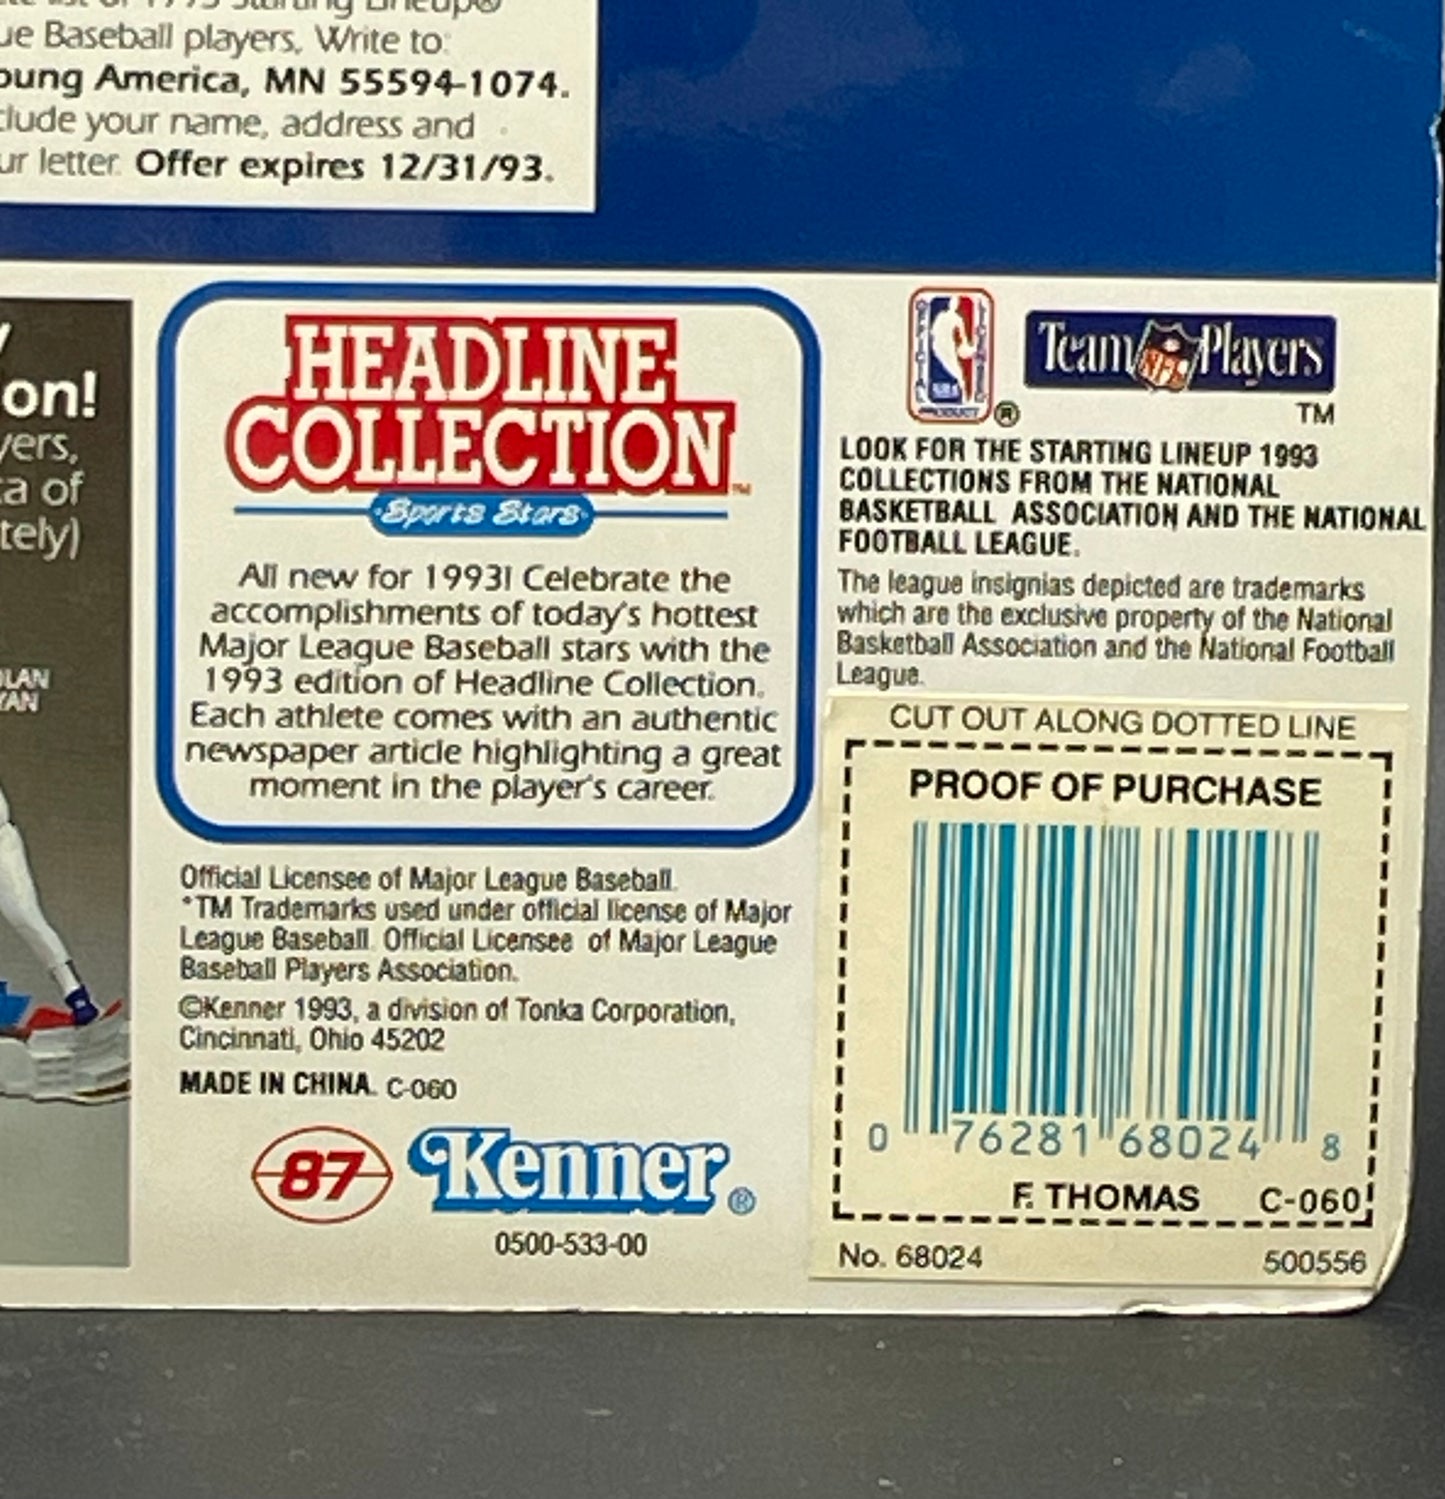 Baseball players, Write to:
America, MN 55594-1074.
your name, address and
letter. Offer expires 12/31/93.
on!
of
HEADLINE
COLLECTION™
•Sports Stars•
All new for 1993! Celebrate the
accomplishments of today's hottest
Major League Baseball stars with the
1993 edition of Headline Collection.
Each athlete comes with an authentic
newspaper article highlighting a great
moment in the player's career.
Official Licensee of Major League Baseball.
*TM Trademarks used under official license of Major
League Baseball. Official Licensee of Major League
Baseball Players Association.
©Kenner 1993, a division of Tonka Corporation,
Cincinnati, Ohio 45202
MADE IN CHINA. C-060
87 Kenner®
0500-533-00
OFFICIAL LICENSED NBA PRODUCT ®
Team NFL Players
TM
LOOK FOR THE STARTING LINEUP 1993
COLLECTIONS FROM THE NATIONAL
BASKETBALL ASSOCIATION AND THE NATIONAL
FOOTBALL LEAGUE.
The league insignias depicted are trademarks
which are the exclusive property of the National
Basketball Association and the National Football
League.
CUT OUT ALONG DOTTED LINE
PROOF OF PURCHASE
0 76281 68024 8
F. THOMAS C-060
No. 68024 500556